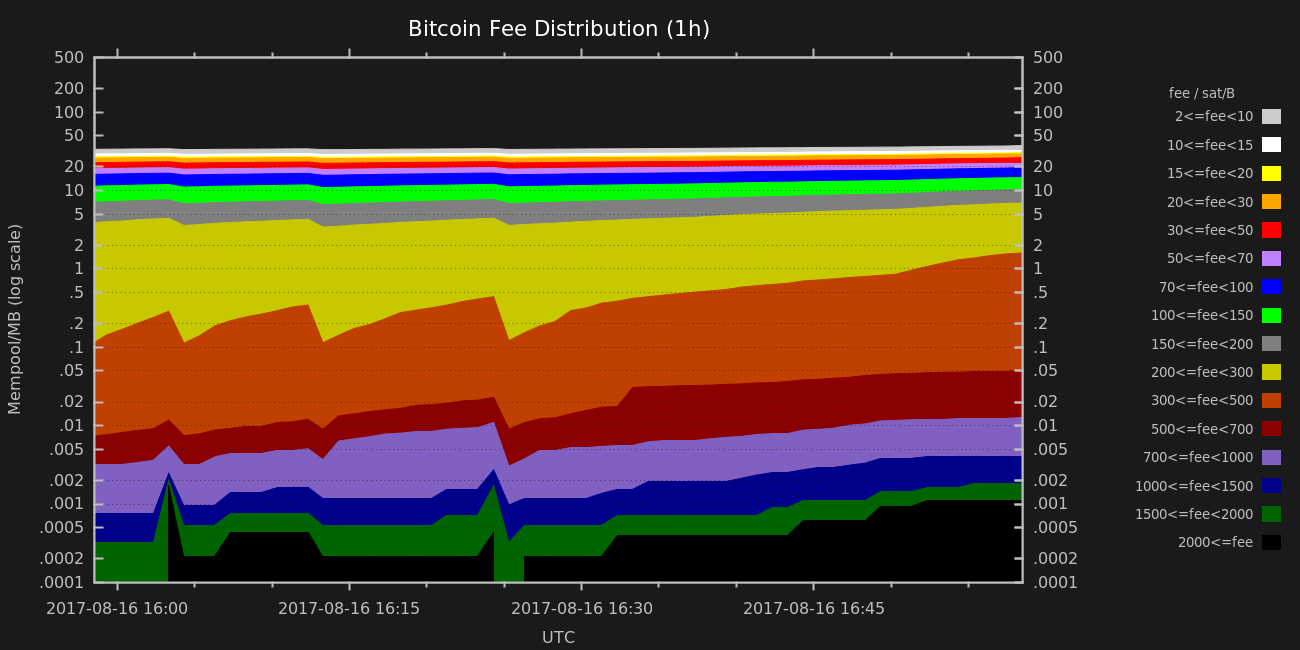 Bitcoin Fee Distribution (1h)
500 500
200 200
100 100
50 50
20 20
10 10
5 5
2 2
1 1
.5 .5
.2 .2
.1 .1
.05 .05
.02 .02
.01 .01
.005 .005
.002 .002
.001 .001
.0005 .0005
.0002 .0002
.0001 .0001
Mempool/MB (log scale)
2017-08-16 16:00 2017-08-16 16:15 2017-08-16 16:30 2017-08-16 16:45
UTC
fee / sat/B
2<=fee<10
10<=fee<15
15<=fee<20
20<=fee<30
30<=fee<50
50<=fee<70
70<=fee<100
100<=fee<150
150<=fee<200
200<=fee<300
300<=fee<500
500<=fee<700
700<=fee<1000
1000<=fee<1500
1500<=fee<2000
2000<=fee